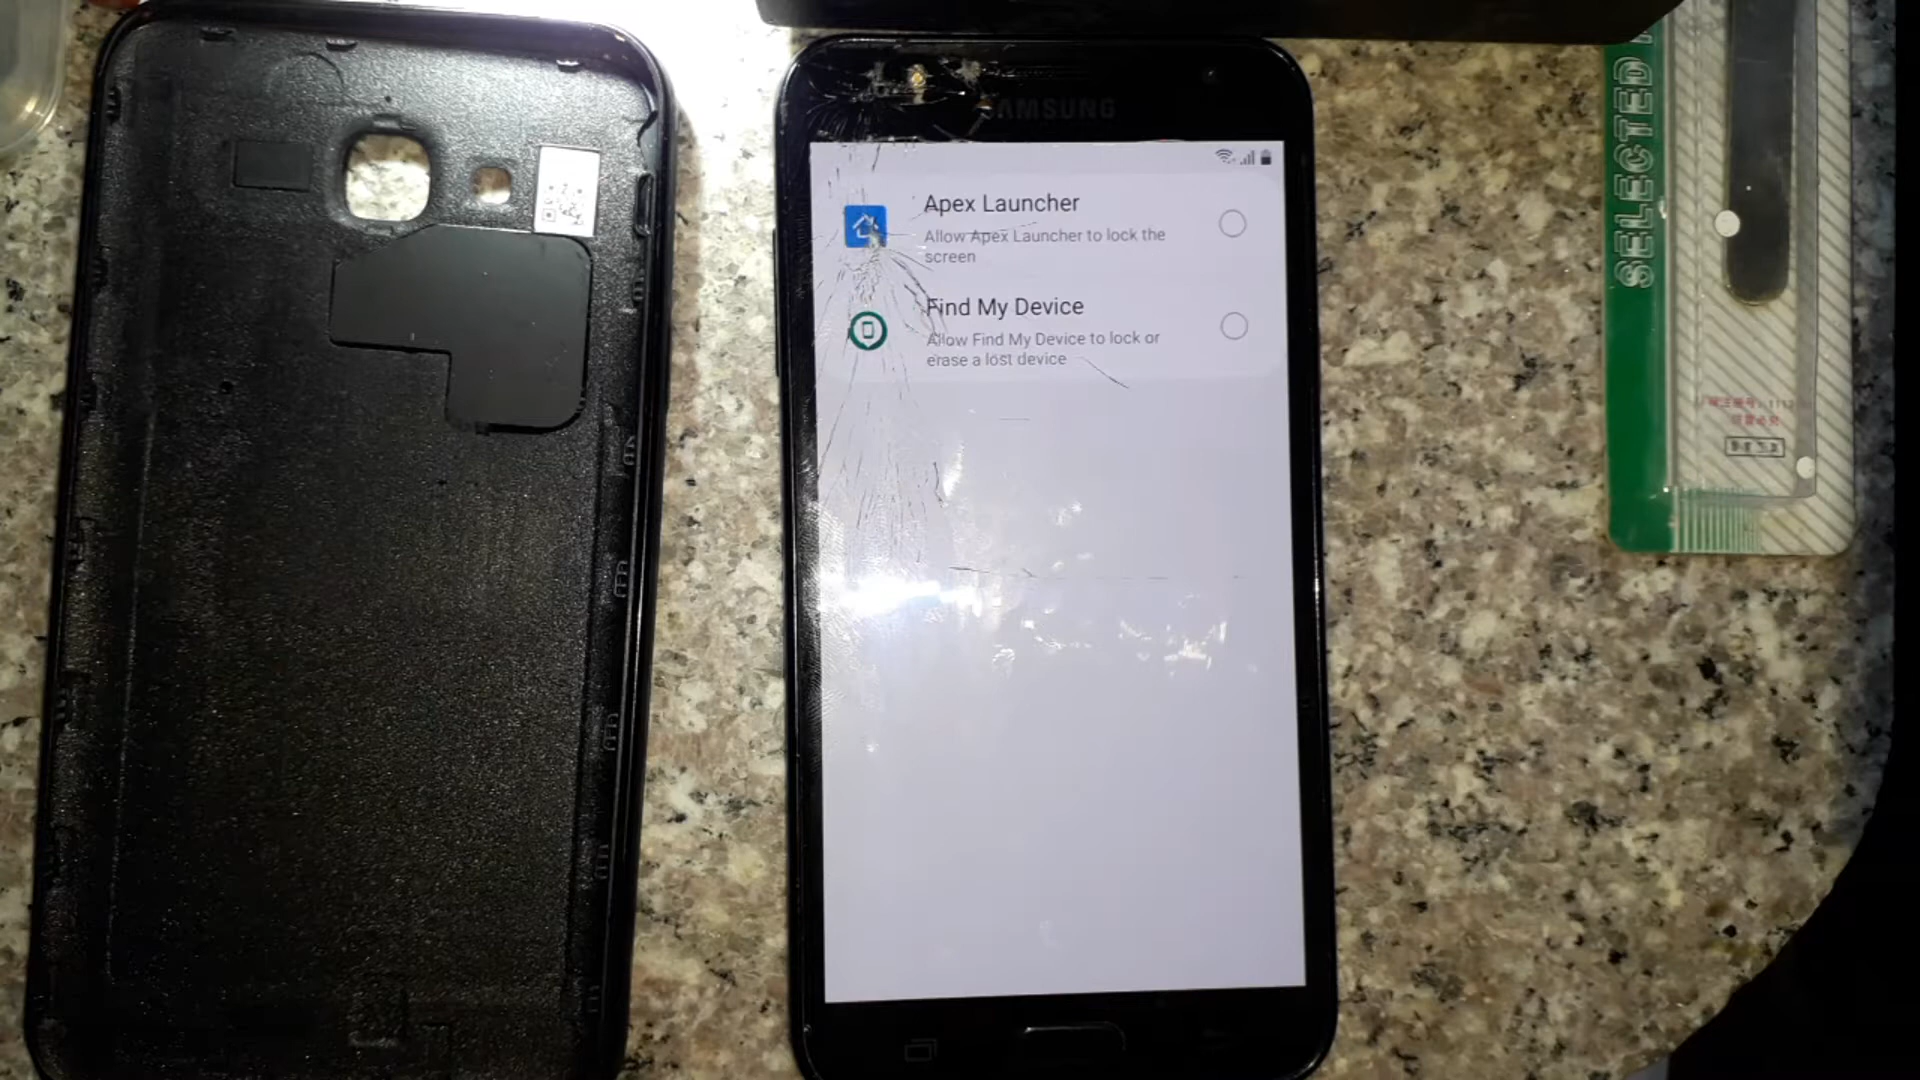 SAMSUNG
Apex Launcher
Allow Apex Launcher to lock the
screen
Find My Device
Allow Find My Device to lock or
erase a lost device
SELECTED